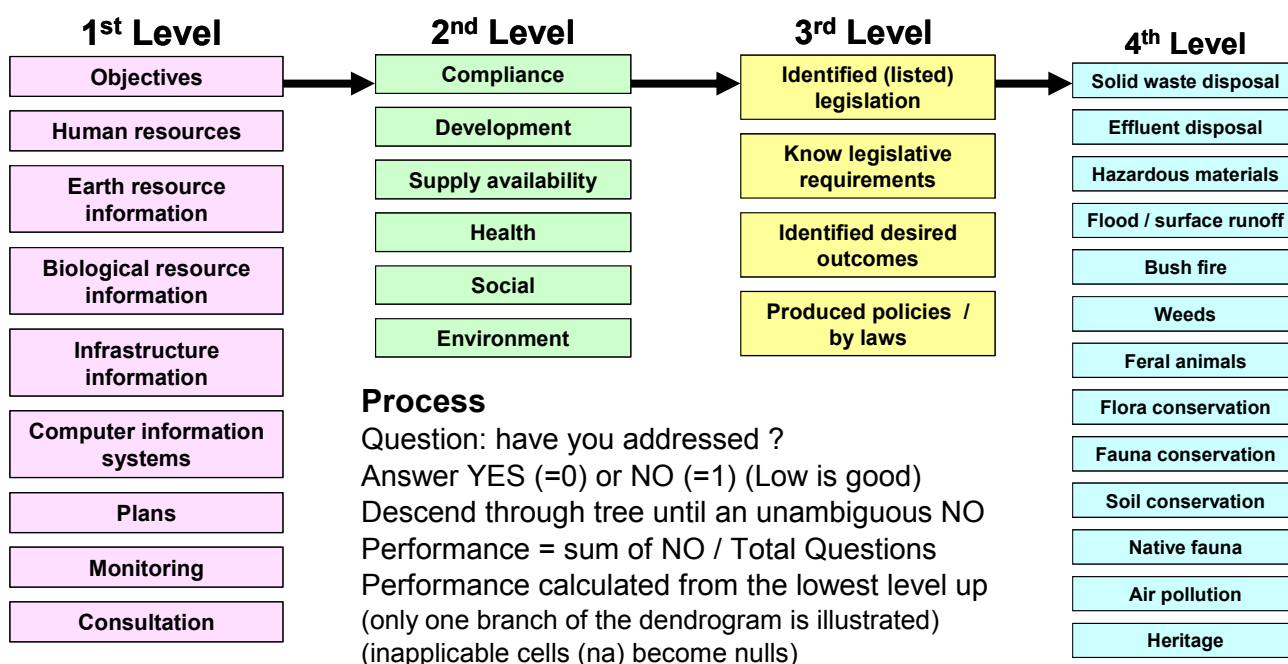 1st Level
Objectives
Human resources
Earth resource
information
Biological resource
information
Infrastructure
information
Computer information
systems
Plans
Monitoring
Consultation
2nd Level
Compliance
Development
Supply availability
Health
Social
Environment
3rd Level
Identified (listed)
legislation
Know legislative
requirements
Identified desired
outcomes
Produced policies /
by laws
4th Level
Solid waste disposal
Effluent disposal
Hazardous materials
Flood / surface runoff
Bush fire
Weeds
Feral animals
Flora conservation
Fauna conservation
Soil conservation
Native fauna
Air pollution
Heritage
Process
Question: have you addressed ?
Answer YES (=0) or NO (=1) (Low is good)
Descend through tree until an unambiguous NO
Performance = sum of NO / Total Questions
Performance calculated from the lowest level up
(only one branch of the dendrogram is illustrated)
(inapplicable cells (na) become nulls)